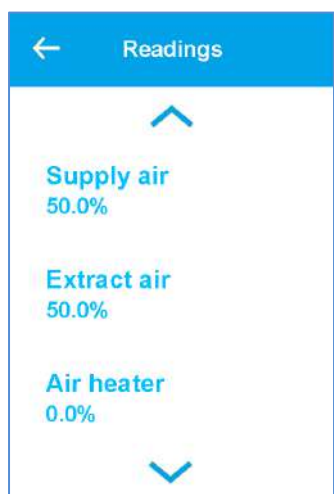 Readings
Supply air
50.0%
Extract air
50.0%
Air heater
0.0%